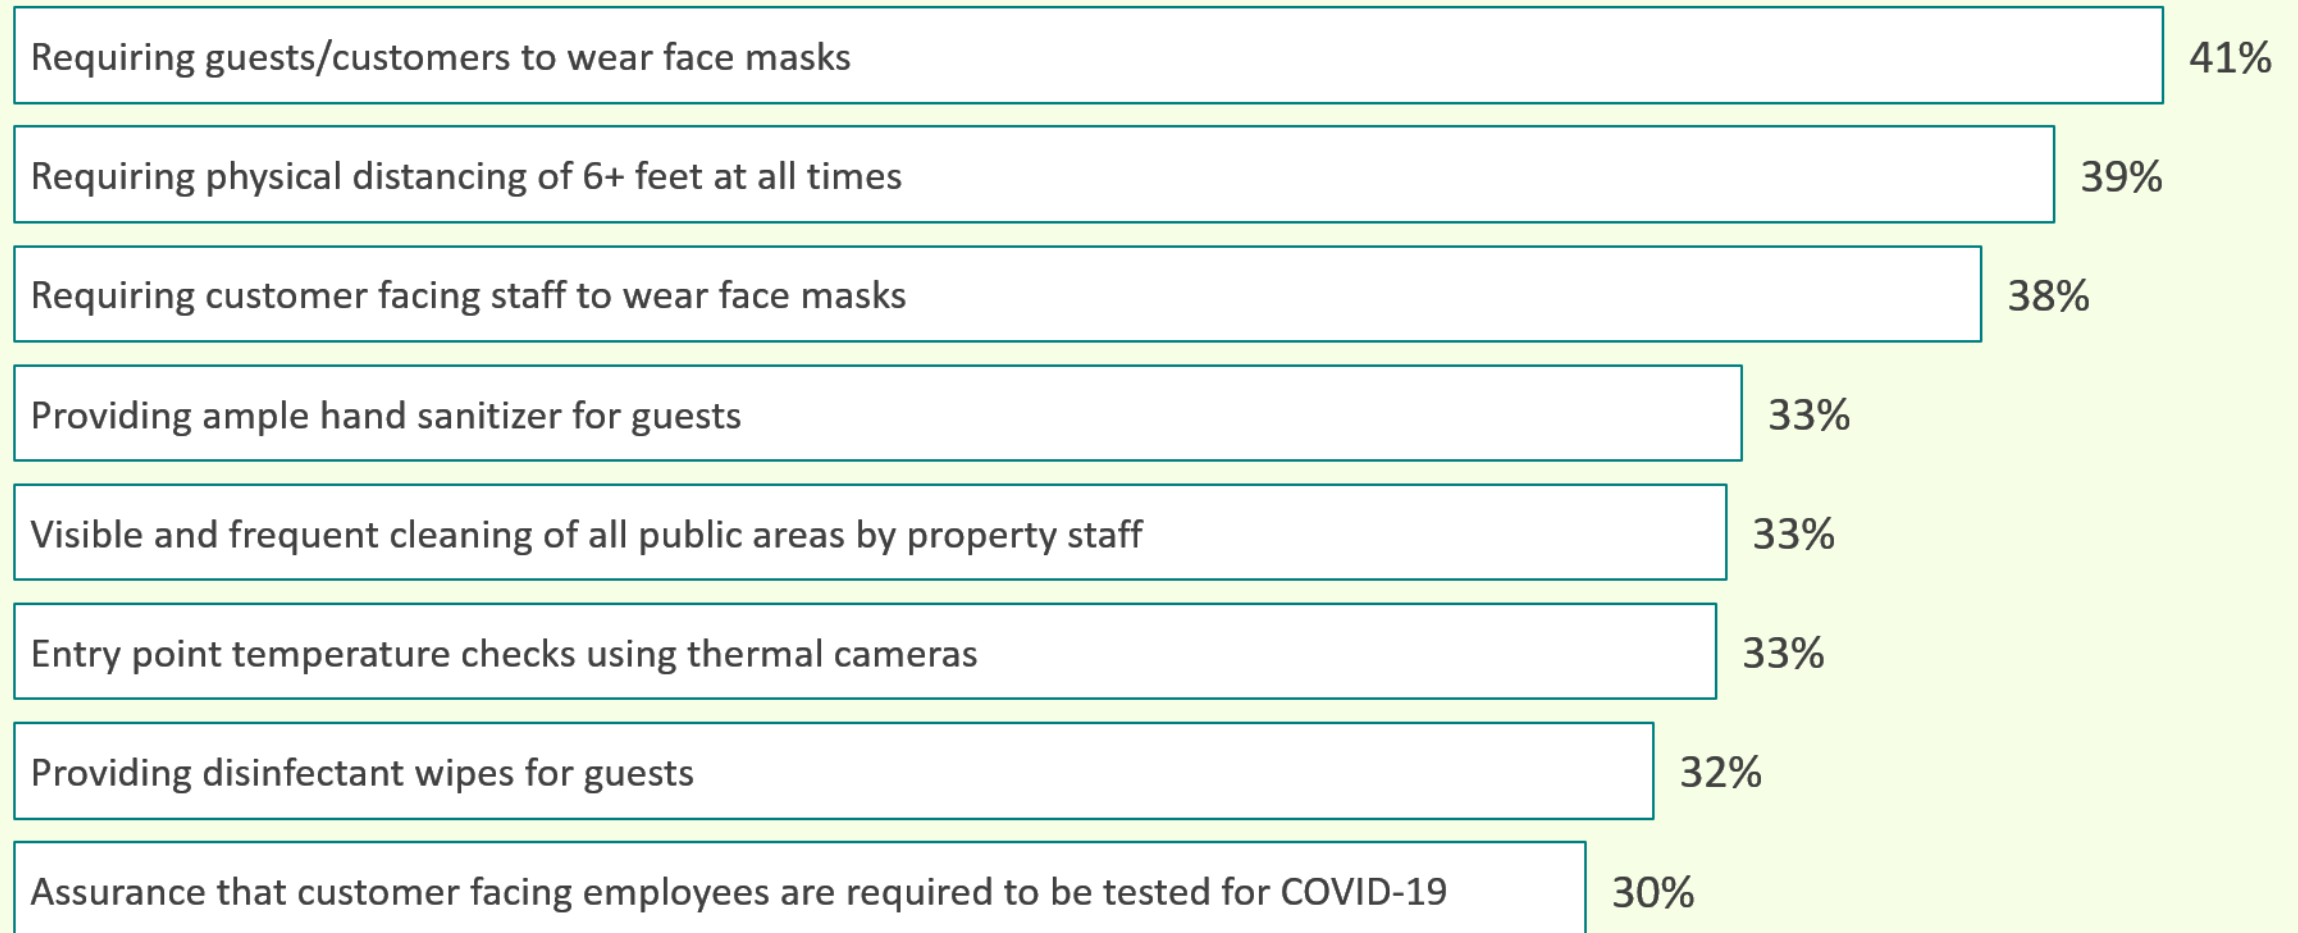 Requiring guests/customers to wear face masks 41%
Requiring physical distancing of 6+ feet at all times 39%
Requiring customer facing staff to wear face masks 38%
Providing ample hand sanitizer for guests 33%
Visible and frequent cleaning of all public areas by property staff 33%
Entry point temperature checks using thermal cameras 33%
Providing disinfectant wipes for guests 32%
Assurance that customer facing employees are required to be tested for COVID-19 30%